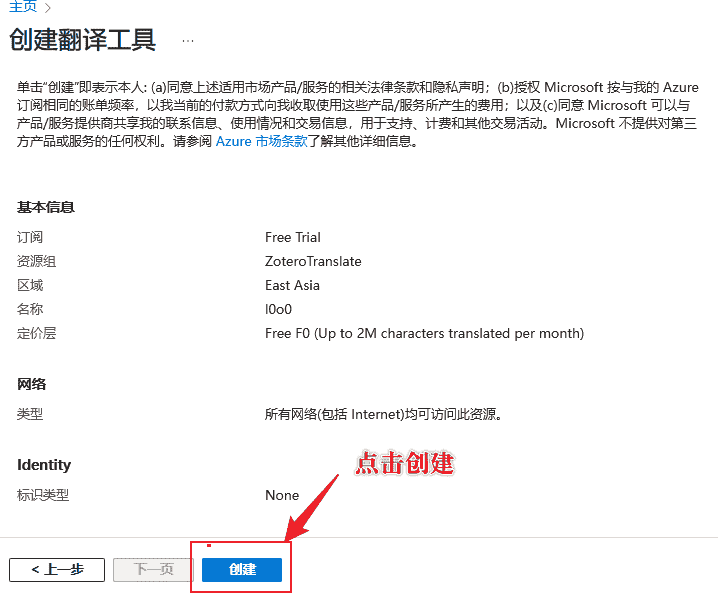 主页 >
创建翻译工具 ...
单击“创建”即表示本人: (a)同意上述适用市场产品/服务的相关法律条款和隐私声明；(b)授权 Microsoft 按与我的 Azure
订阅相同的账单频率，以我当前的付款方式向我收取使用这些产品/服务所产生的费用；以及(c)同意 Microsoft 可以与
产品/服务提供商共享我的联系信息、使用情况和交易信息，用于支持、计费和其他交易活动。Microsoft 不提供对第三
方产品或服务的任何权利。请参阅 Azure 市场条款了解其他详细信息。
基本信息
订阅 Free Trial
资源组 ZoteroTranslate
区域 East Asia
名称 l0o0
定价层 Free F0 (Up to 2M characters translated per month)
网络
类型 所有网络(包括 Internet)均可访问此资源。
Identity
点击创建
标识类型 None
< 上一步 下一页 创建